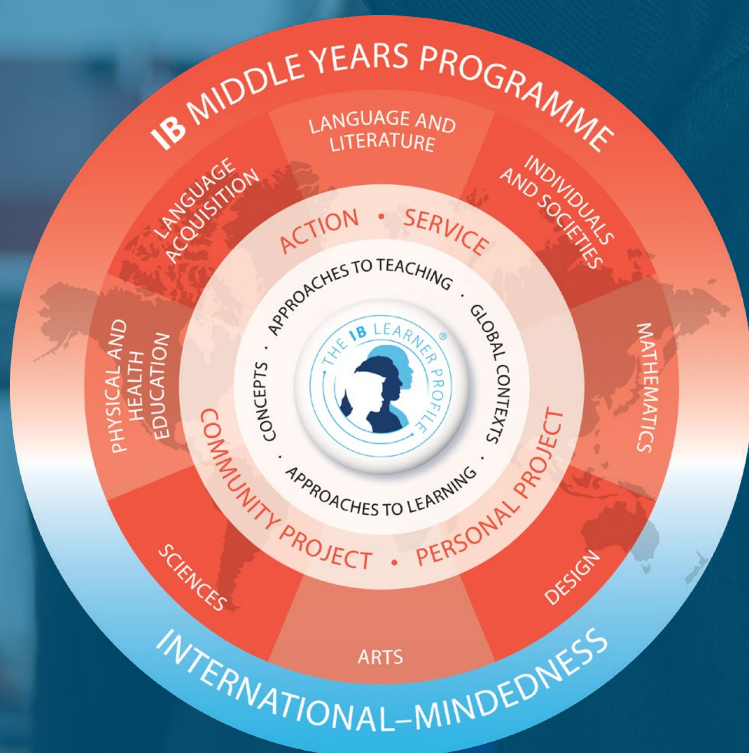 IB MIDDLE YEARS PROGRAMME
LANGUAGE AND
LITERATURE
INDIVIDUALS
AND SOCIETIES
MATHEMATICS
DESIGN
ARTS
SCIENCES
PHYSICAL AND
HEALTH
EDUCATION
LANGUAGE
ACQUISITION
ACTION • SERVICE
PERSONAL PROJECT
• COMMUNITY PROJECT
APPROACHES TO TEACHING
· GLOBAL CONTEXTS
· APPROACHES TO LEARNING
· CONCEPTS ·
THE IB LEARNER PROFILE
®
INTERNATIONAL–MINDEDNESS